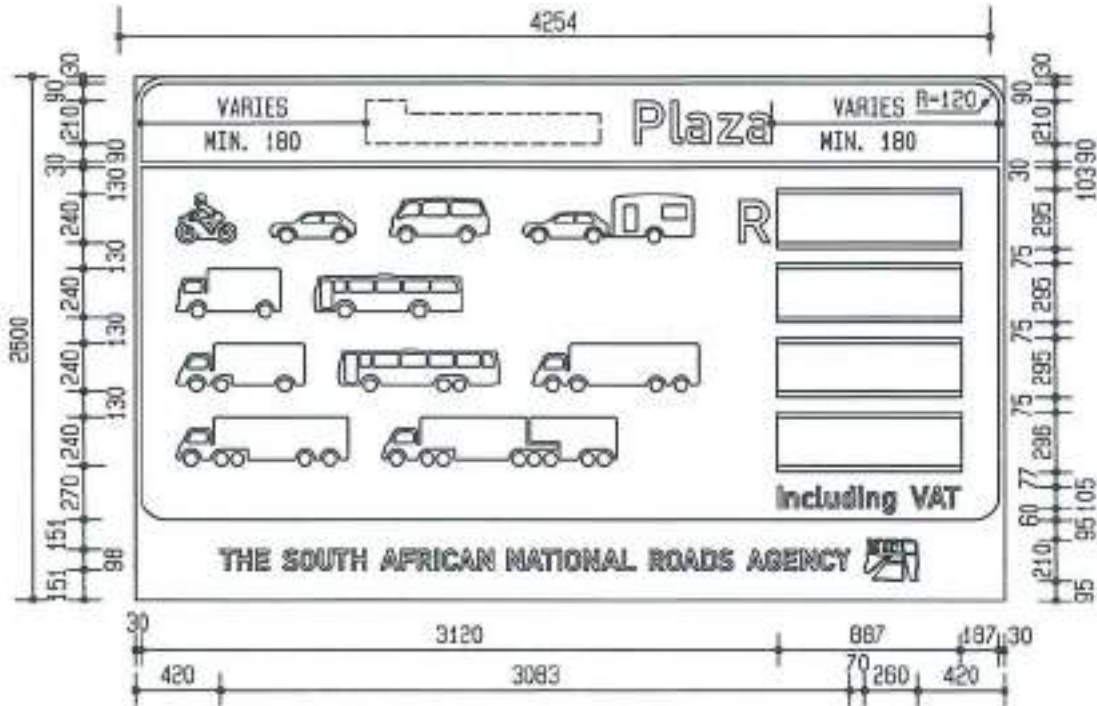 4254
30 90 210 90 30 130 240 130 240 130 240 130 240 270 151 98 151
2600
VARIES
MIN. 180
Plaza
VARIES R=120
MIN. 180
30 90 210 90 30 103 295 75 295 75 295 75 296 77 105 60 95 210 95
R
Including VAT
THE SOUTH AFRICAN NATIONAL ROADS AGENCY
30 3120 887 187 30
420 3083 70 260 420